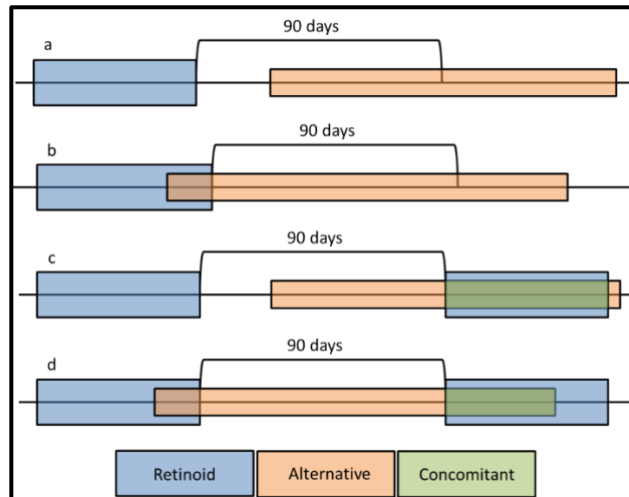 90 days
a
90 days
b
90 days
c
90 days
d
Retinoid Alternative Concomitant